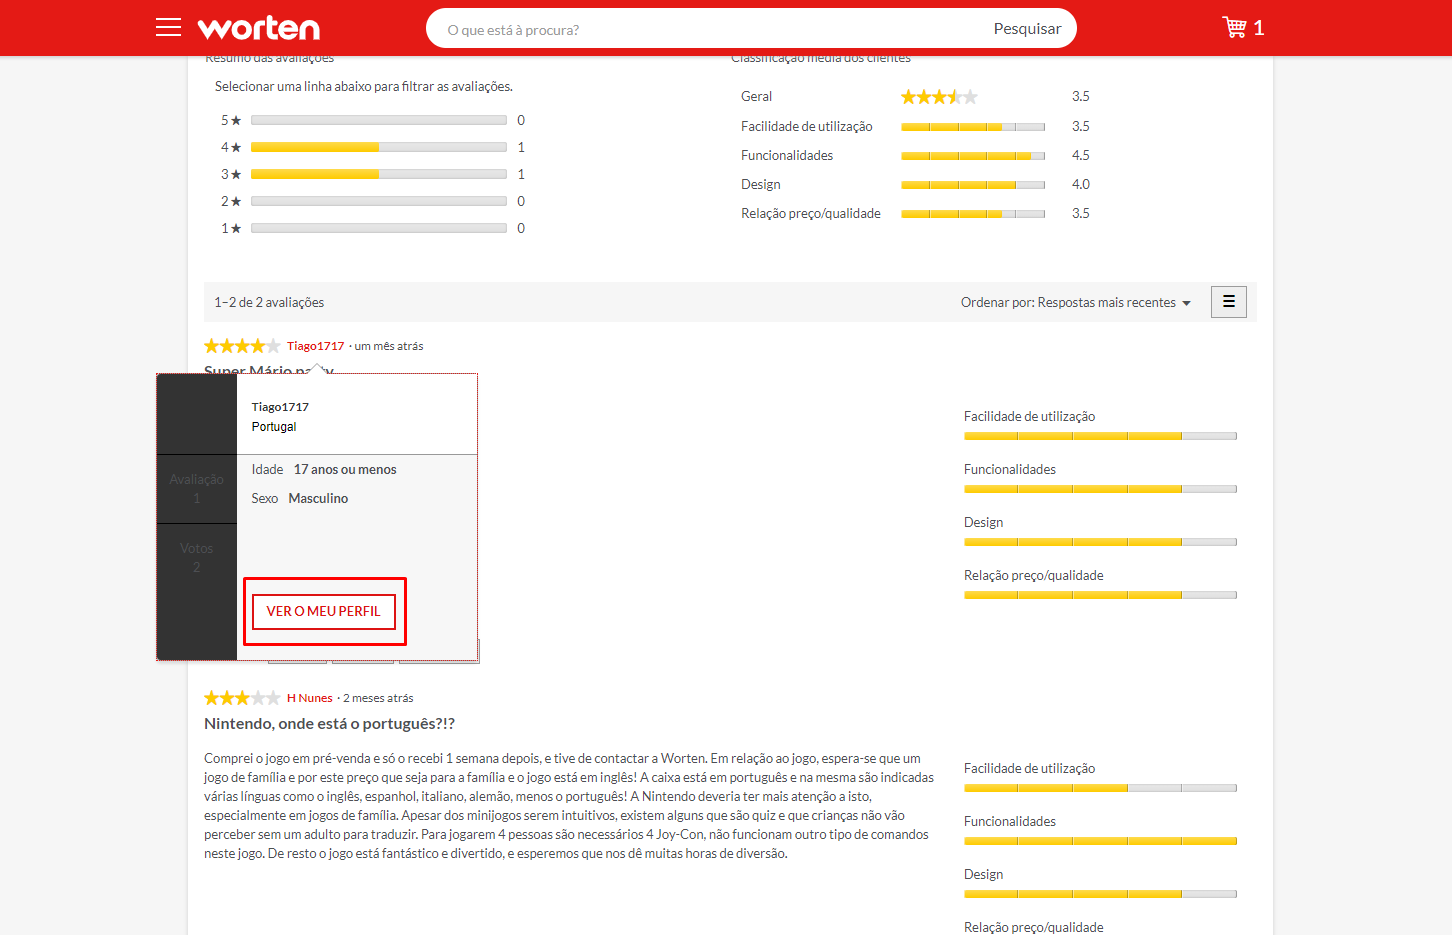 worten
O que está à procura?
Pesquisar
1
Resumo das avaliações
Classificação média dos clientes
Selecionar uma linha abaixo para filtrar as avaliações.
5★ 0
4★ 1
3★ 1
2★ 0
1★ 0
Geral 3.5
Facilidade de utilização 3.5
Funcionalidades 4.5
Design 4.0
Relação preço/qualidade 3.5
1–2 de 2 avaliações
Ordenar por: Respostas mais recentes
Tiago1717 · um mês atrás
Super Mário party
Tiago1717
Portugal
Avaliação
1
Votos
2
Idade 17 anos ou menos
Sexo Masculino
VER O MEU PERFIL
Facilidade de utilização
Funcionalidades
Design
Relação preço/qualidade
H Nunes · 2 meses atrás
Nintendo, onde está o português?!?
Comprei o jogo em pré-venda e só o recebi 1 semana depois, e tive de contactar a Worten. Em relação ao jogo, espera-se que um
jogo de família e por este preço que seja para a família e o jogo está em inglês! A caixa está em português e na mesma são indicadas
várias línguas como o inglês, espanhol, italiano, alemão, menos o português! A Nintendo deveria ter mais atenção a isto,
especialmente em jogos de família. Apesar dos minijogos serem intuitivos, existem alguns que são quiz e que crianças não vão
perceber sem um adulto para traduzir. Para jogarem 4 pessoas são necessários 4 Joy-Con, não funcionam outro tipo de comandos
neste jogo. De resto o jogo está fantástico e divertido, e esperemos que nos dê muitas horas de diversão.
Facilidade de utilização
Funcionalidades
Design
Relação preço/qualidade